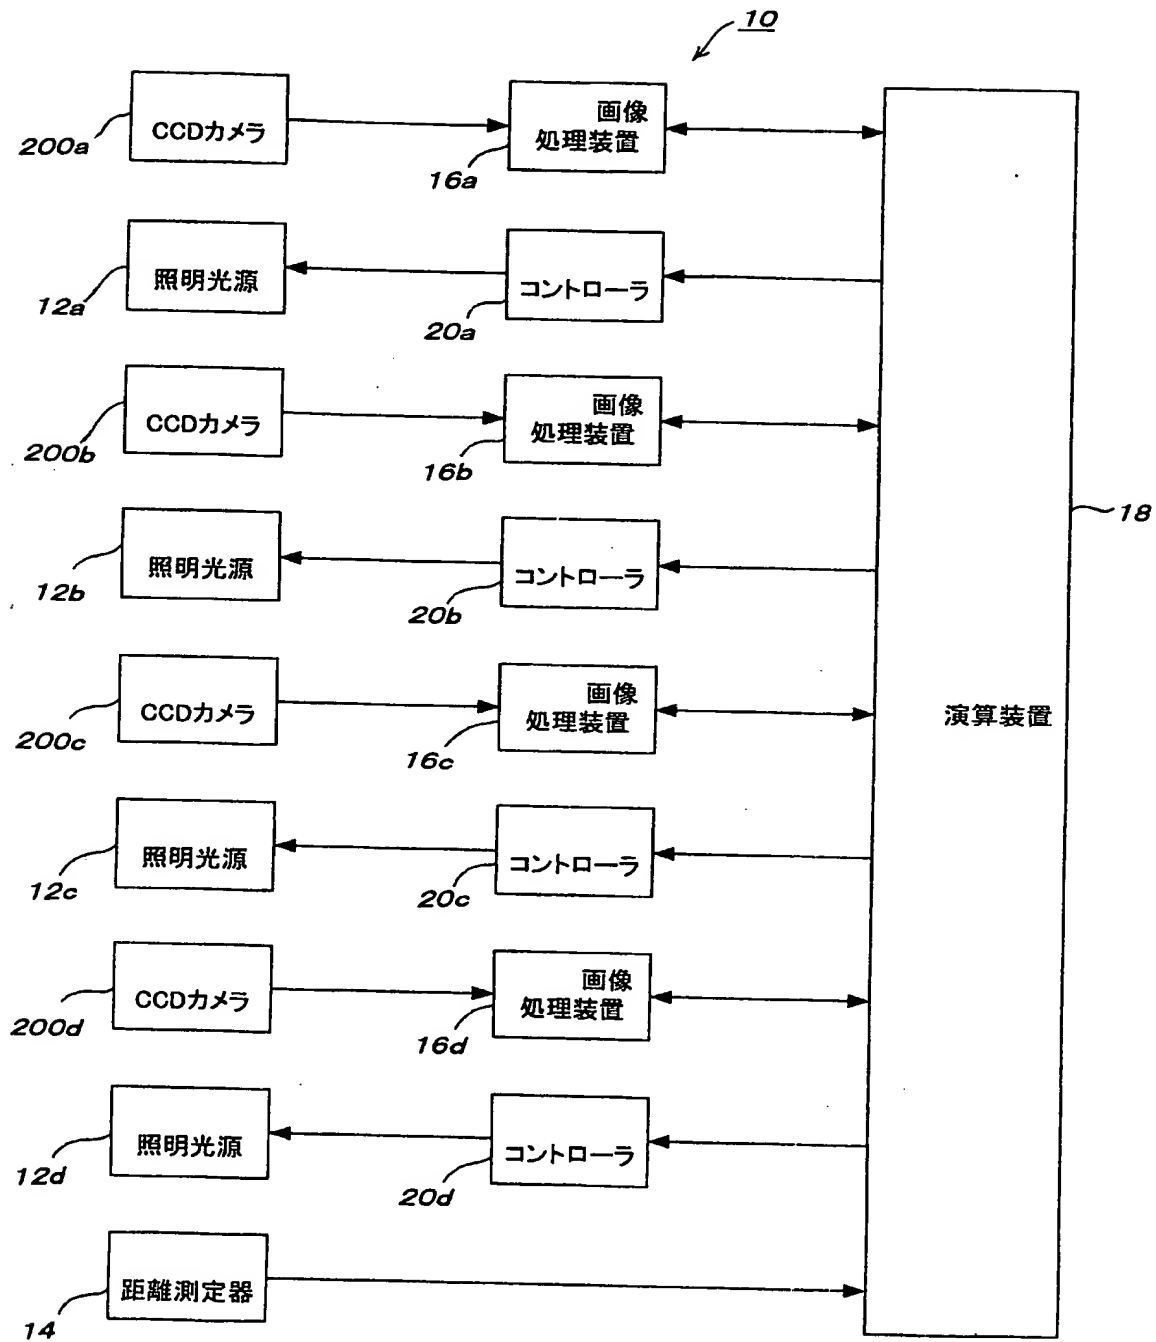 10
CCDカメラ
200a
画像
処理装置
16a
照明光源
12a
コントローラ
20a
CCDカメラ
200b
画像
処理装置
16b
照明光源
12b
コントローラ
20b
18
CCDカメラ
200c
画像
処理装置
16c
演算装置
照明光源
12c
コントローラ
20c
CCDカメラ
200d
画像
処理装置
16d
照明光源
12d
コントローラ
20d
距離測定器
14